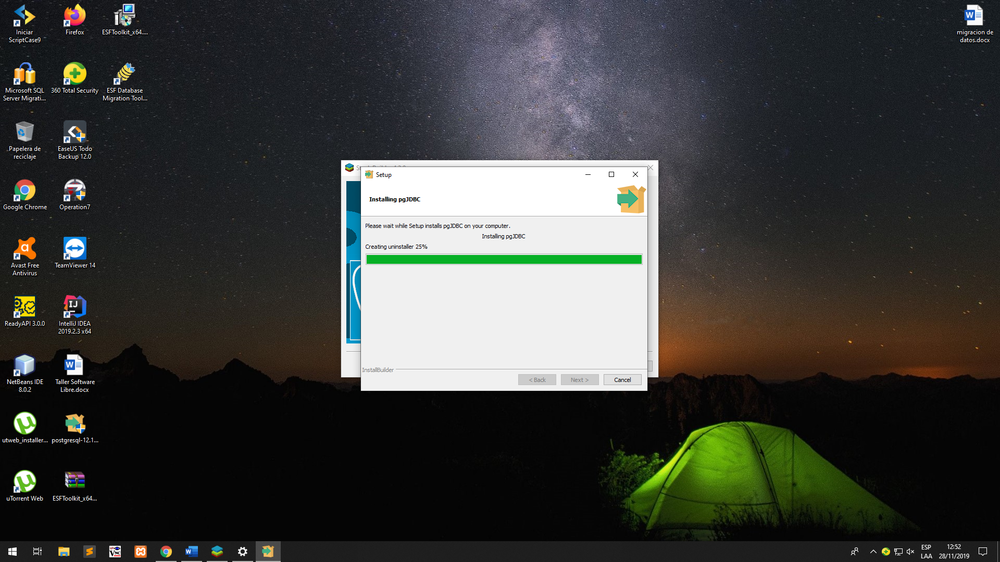 Iniciar
ScriptCase9
Firefox
ESFToolkit_x64....
migracion de
datos.docx
Microsoft SQL
Server Migrati...
360 Total Security
ESF Database
Migration Tool...
Papelera de
reciclaje
EaseUS Todo
Backup 12.0
Google Chrome
Operation7
Avast Free
Antivirus
TeamViewer 14
ReadyAPI 3.0.0
IntelliJ IDEA
2019.2.3 x64
NetBeans IDE
8.0.2
Taller Software
Libre.docx
utweb_installer...
postgresql-12.1...
uTorrent Web
ESFToolkit_x64...
Setup
Installing pgJDBC
Please wait while Setup installs pgJDBC on your computer.
Installing pgJDBC
Creating uninstaller 25%
InstallBuilder
< Back
Next >
Cancel
ESP
LAA
12:52
28/11/2019